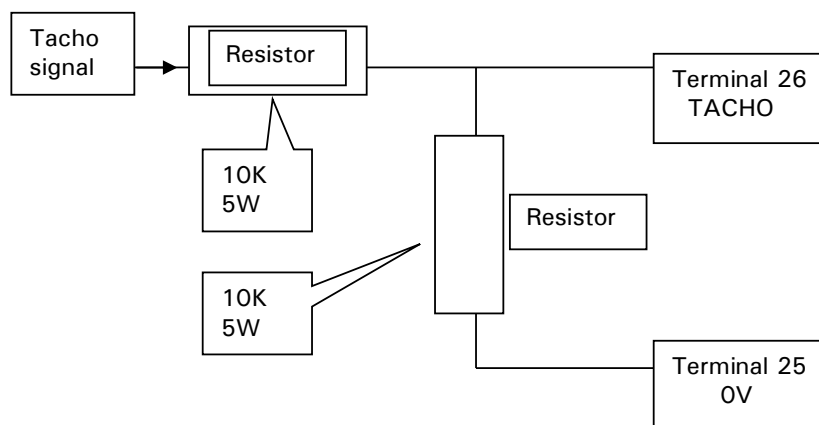 Tacho
signal
Resistor
Terminal 26
TACHO
10K
5W
Resistor
10K
5W
Terminal 25
0V